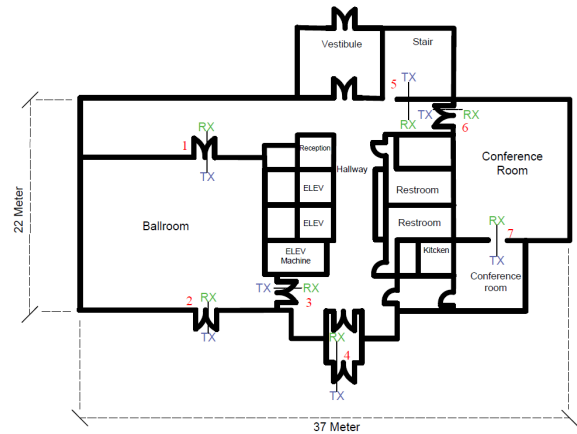 Vestibule
Stair
5
TX
RX
TX
RX
6
RX
1
TX
Reception
Hallway
Conference
Room
ELEV
Restroom
22 Meter
Ballroom
ELEV
Restroom
RX
7
TX
ELEV
Machine
Kitcken
Conference
room
TX
RX
3
2
RX
TX
RX
4
TX
37 Meter